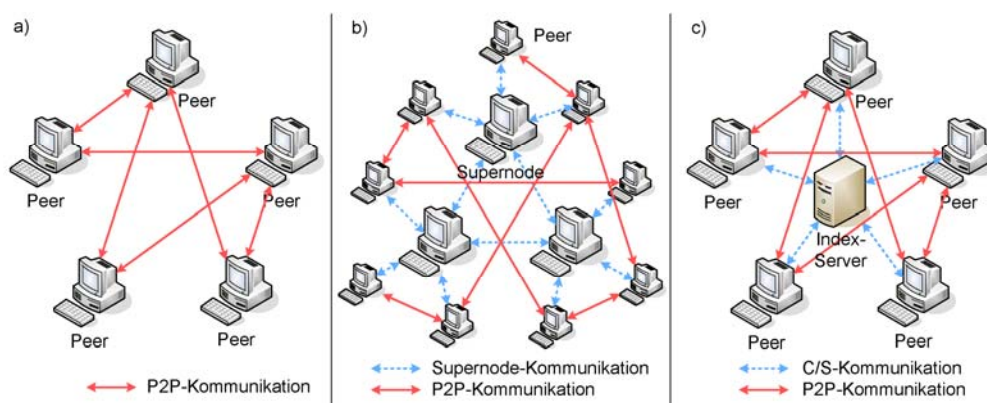 a)
Peer
Peer
Peer
Peer
Peer
P2P-Kommunikation
b)
Peer
Supernode
Supernode-Kommunikation
P2P-Kommunikation
c)
Peer
Peer
Peer
Index-
Server
Peer
Peer
C/S-Kommunikation
P2P-Kommunikation